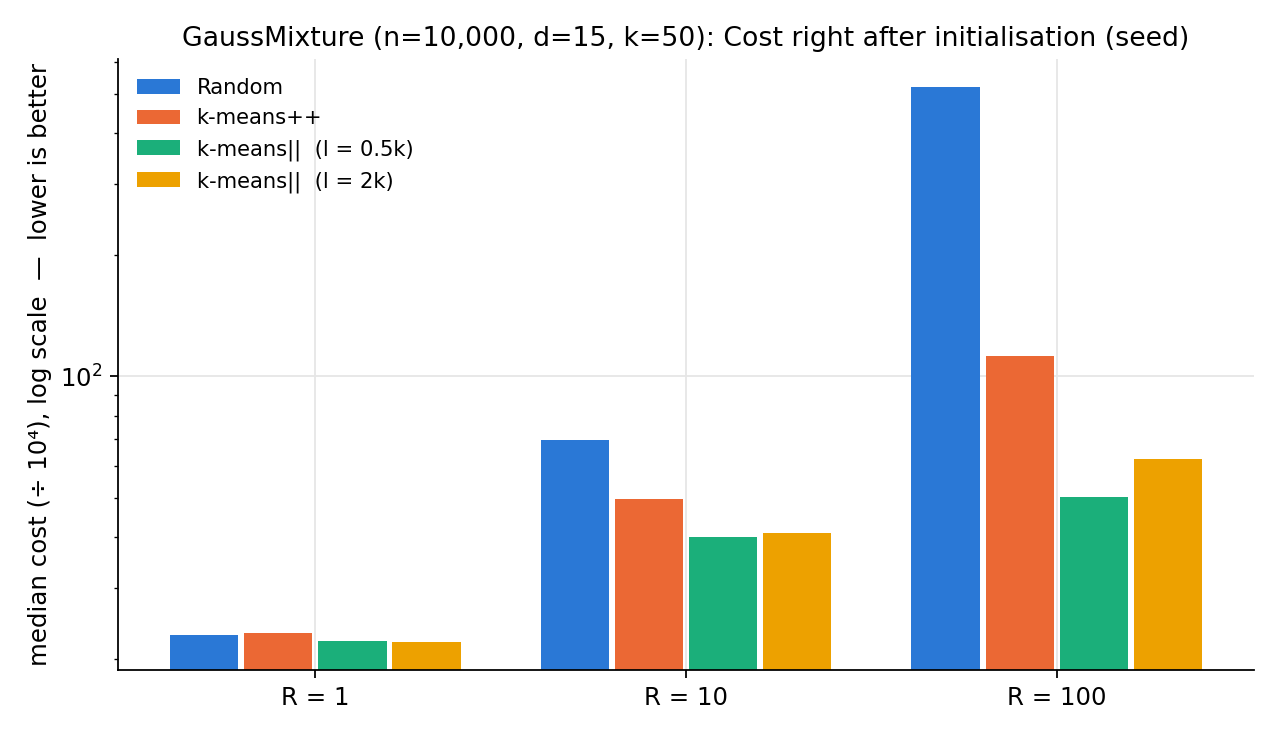 GaussMixture (n=10,000, d=15, k=50): Cost right after initialisation (seed)
median cost (÷ 10⁴), log scale — lower is better
Random
k-means++
k-means|| (l = 0.5k)
k-means|| (l = 2k)
10²
R = 1
R = 10
R = 100